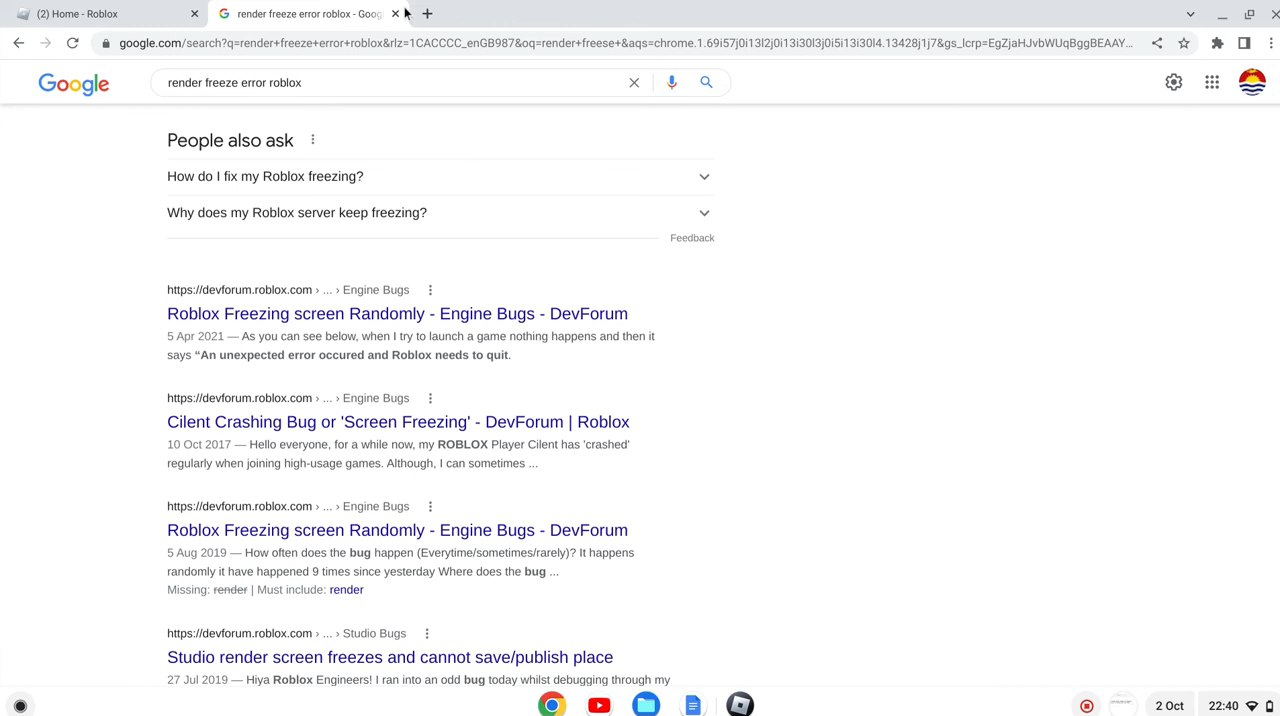 (2) Home - Roblox
render freeze error roblox - Goog
google.com/search?q=render+freeze+error+roblox&rlz=1CACCCC_enGB987&oq=render+freese+&aqs=chrome.1.69i57j0i13l2j0i13i30l3j0i5i13i30l4.13428j1j7&gs_lcrp=EgZjaHJvbWUqBggBEAAY...
Google
render freeze error roblox
People also ask
How do I fix my Roblox freezing?
Why does my Roblox server keep freezing?
Feedback
https://devforum.roblox.com › ... › Engine Bugs
Roblox Freezing screen Randomly - Engine Bugs - DevForum
5 Apr 2021 — As you can see below, when I try to launch a game nothing happens and then it
says “An unexpected error occured and Roblox needs to quit.
https://devforum.roblox.com › ... › Engine Bugs
Cilent Crashing Bug or 'Screen Freezing' - DevForum | Roblox
10 Oct 2017 — Hello everyone, for a while now, my ROBLOX Player Cilent has 'crashed'
regularly when joining high-usage games. Although, I can sometimes ...
https://devforum.roblox.com › ... › Engine Bugs
Roblox Freezing screen Randomly - Engine Bugs - DevForum
5 Aug 2019 — How often does the bug happen (Everytime/sometimes/rarely)? It happens
randomly it have happened 9 times since yesterday Where does the bug ...
Missing: render | Must include: render
https://devforum.roblox.com › ... › Studio Bugs
Studio render screen freezes and cannot save/publish place
27 Jul 2019 — Hiya Roblox Engineers! I ran into an odd bug today whilst debugging through my
2 Oct
22:40